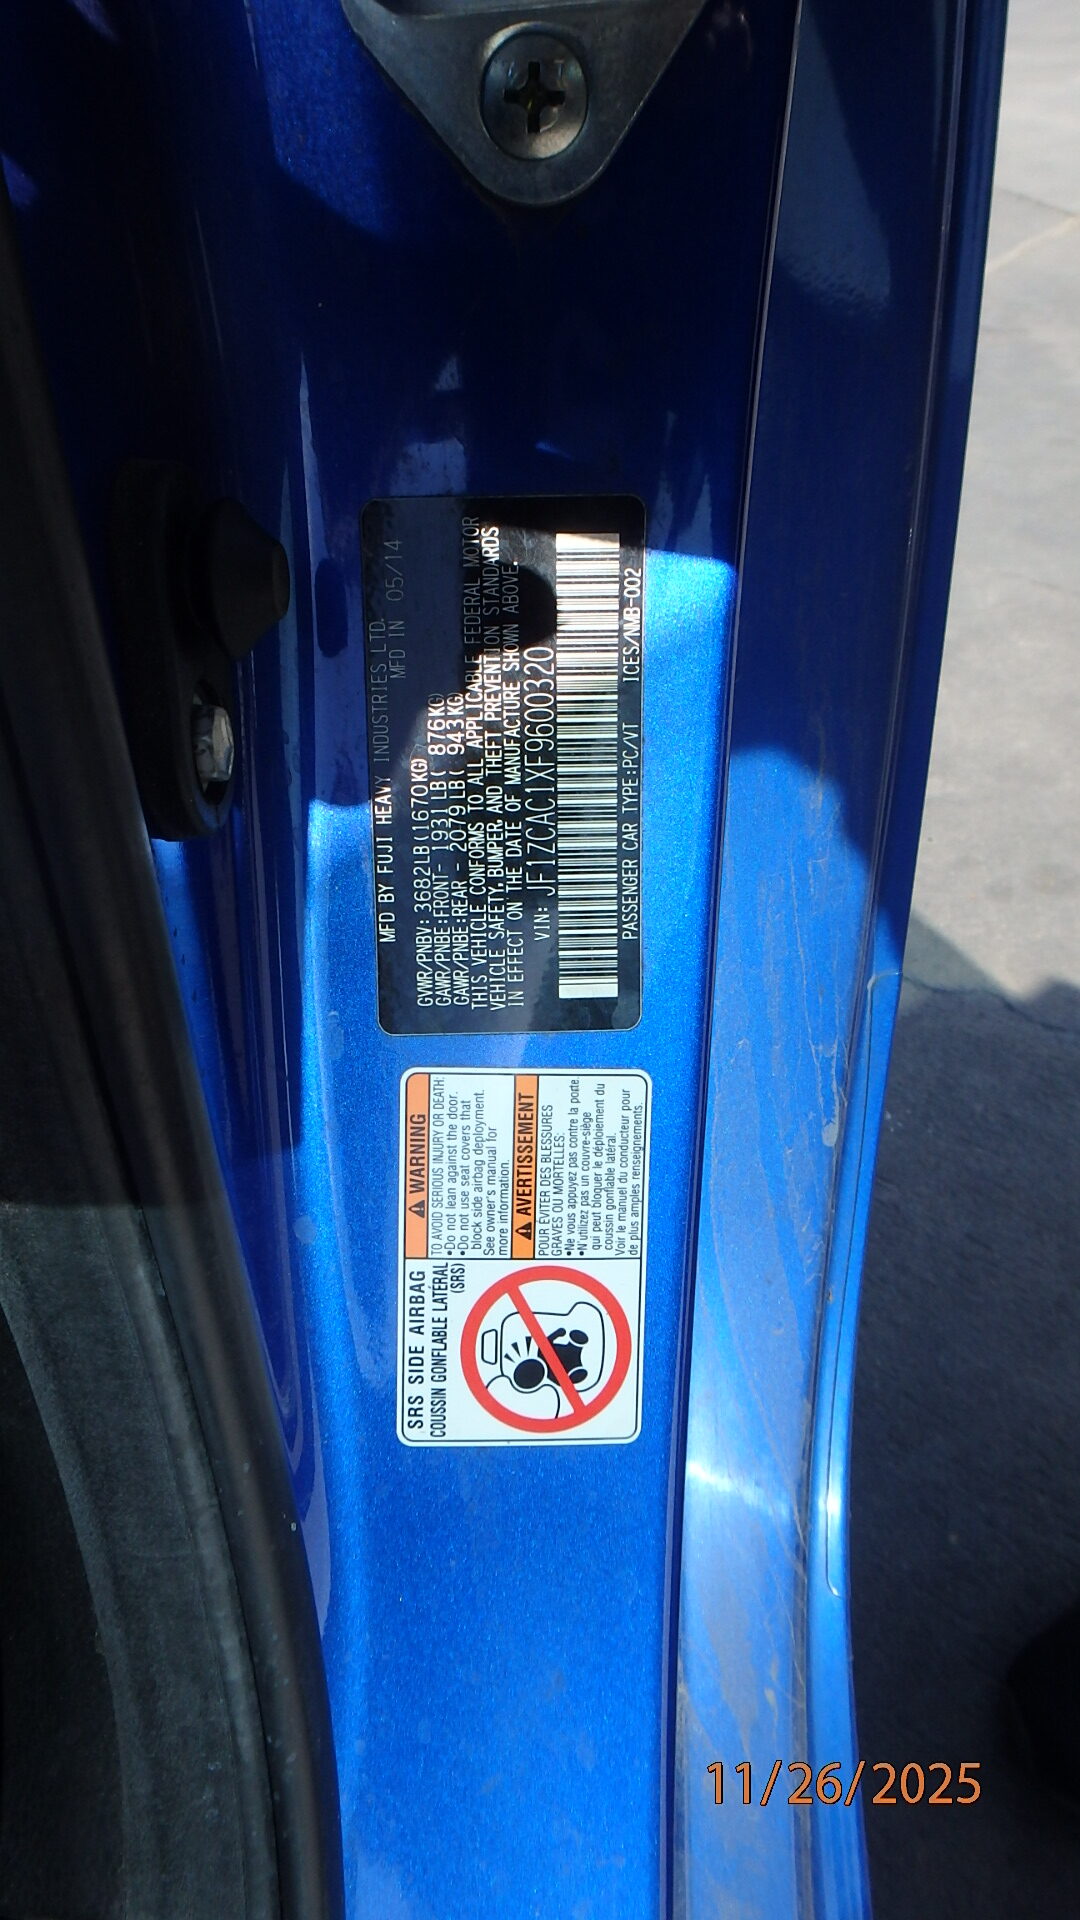 MFD BY FUJI HEAVY INDUSTRIES LTD.
MFD IN 05/14
GVWR/PNBV: 3682LB(1670KG)
GAWR/PNBE:FRONT- 1931LB( 876KG)
GAWR/PNBE:REAR - 2079LB( 943KG)
THIS VEHICLE CONFORMS TO ALL APPLICABLE FEDERAL MOTOR
VEHICLE SAFETY, BUMPER, AND THEFT PREVENTION STANDARDS
IN EFFECT ON THE DATE OF MANUFACTURE SHOWN ABOVE.
VIN: JF1ZCAC1XF9600320
PASSENGER CAR TYPE:PC/VT ICES/NMB-002
SRS SIDE AIRBAG
COUSSIN GONFLABLE LATÉRAL
(SRS)
WARNING
TO AVOID SERIOUS INJURY OR DEATH:
•Do not lean against the door.
•Do not use seat covers that
block side airbag deployment.
See owner's manual for
more information.
AVERTISSEMENT
POUR ÉVITER DES BLESSURES
GRAVES OU MORTELLES:
•Ne vous appuyez pas contre la porte.
•N'utilizez pas un couvre-siège
qui peut bloquer le déploiement du
coussin gonflable latéral.
Voir le manuel du conducteur pour
de plus amples renseignements.
11/26/2025